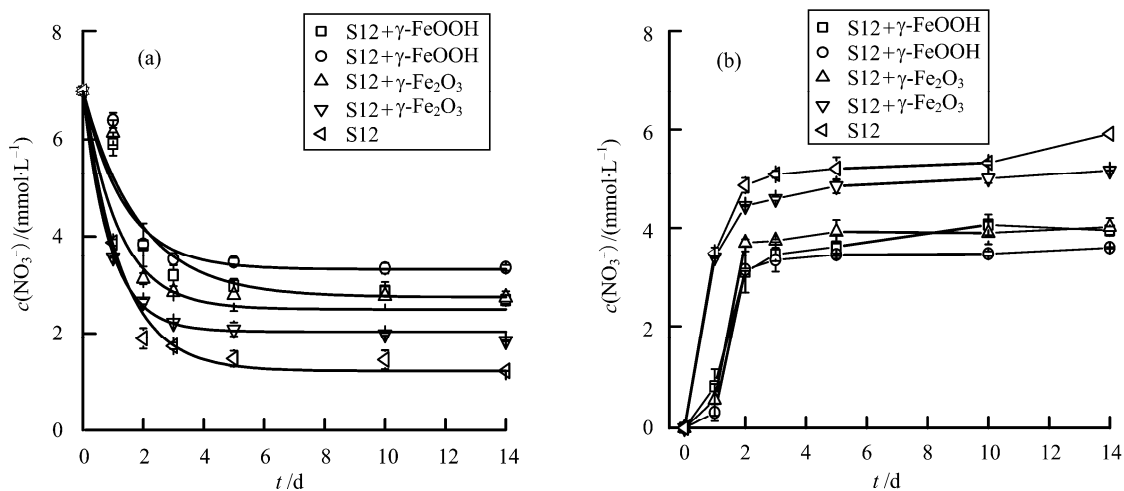 8
6
4
2
0
c(NO₃⁻)/(mmol·L⁻¹)
(a)
S12+γ-FeOOH
S12+γ-FeOOH
S12+γ-Fe₂O₃
S12+γ-Fe₂O₃
S12
0 2 4 6 8 10 12 14
t/d
8
6
4
2
0
c(NO₃⁻)/(mmol·L⁻¹)
(b)
S12+γ-FeOOH
S12+γ-FeOOH
S12+γ-Fe₂O₃
S12+γ-Fe₂O₃
S12
0 2 4 6 8 10 12 14
t/d